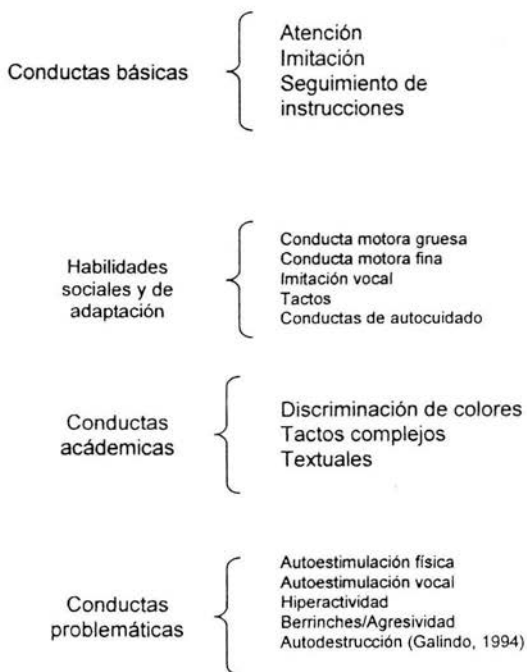 Conductas básicas
Atención
Imitación
Seguimiento de
instrucciones
Habilidades
sociales y de
adaptación
Conducta motora gruesa
Conducta motora fina
Imitación vocal
Tactos
Conductas de autocuidado
Conductas
acádemicas
Discriminación de colores
Tactos complejos
Textuales
Conductas
problemáticas
Autoestimulación física
Autoestimulación vocal
Hiperactividad
Berrinches/Agresividad
Autodestrucción (Galindo, 1994)